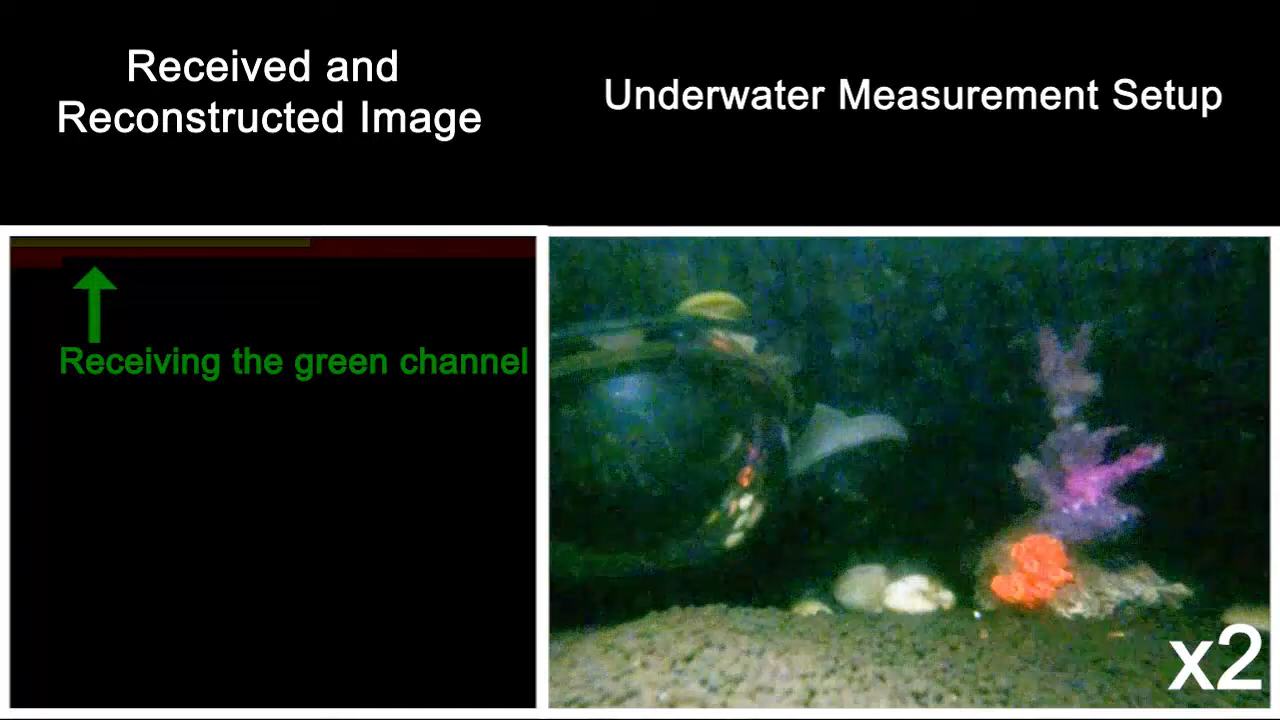 Received and
Reconstructed Image
Underwater Measurement Setup
Receiving the green channel
x2